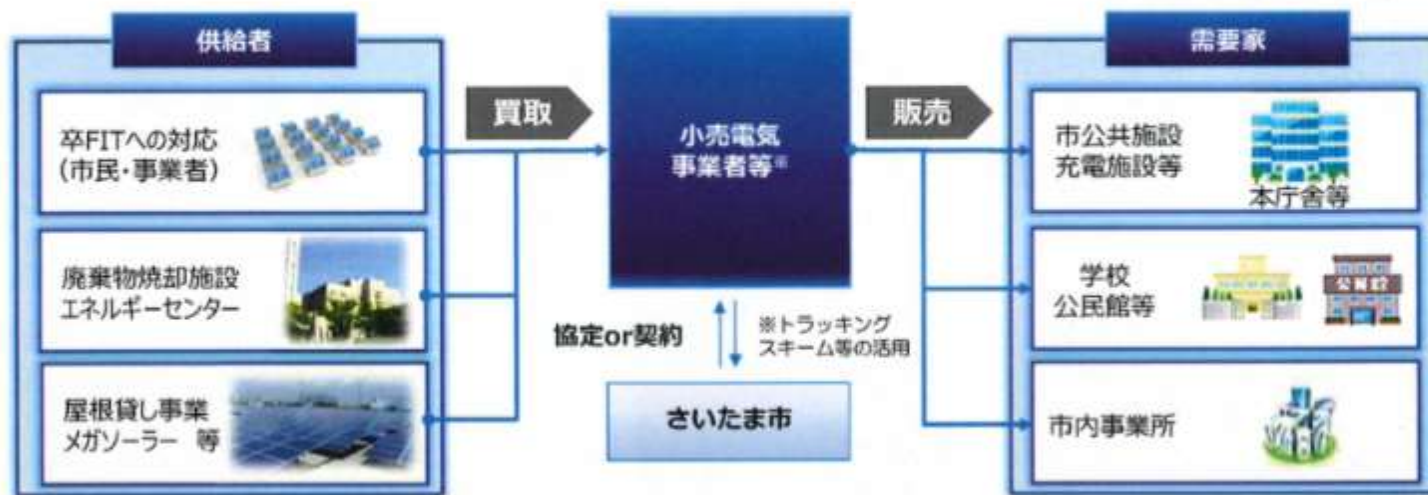 供給者
卒FITへの対応
(市民・事業者)
廃棄物焼却施設
エネルギーセンター
屋根貸し事業
メガソーラー 等
買取
小売電気
事業者等※
協定or契約
※トラッキング
スキーム等の活用
さいたま市
販売
需要家
市公共施設
充電施設等
本庁舎等
学校
公民館等
公民館
市内事業所